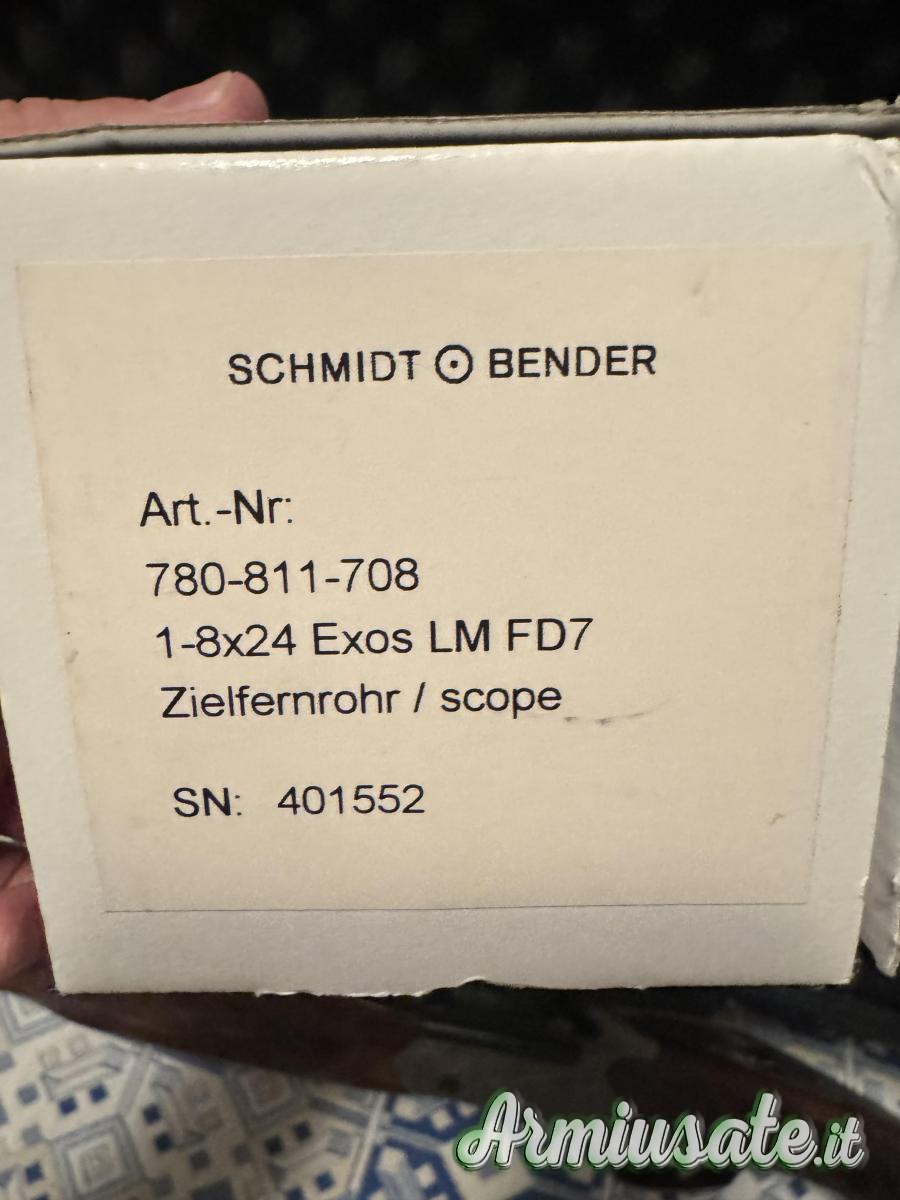 SCHMIDT BENDER
Art.-Nr:
780-811-708
1-8x24 Exos LM FD7
Zielfernrohr / scope
SN: 401552
Armiusate.it